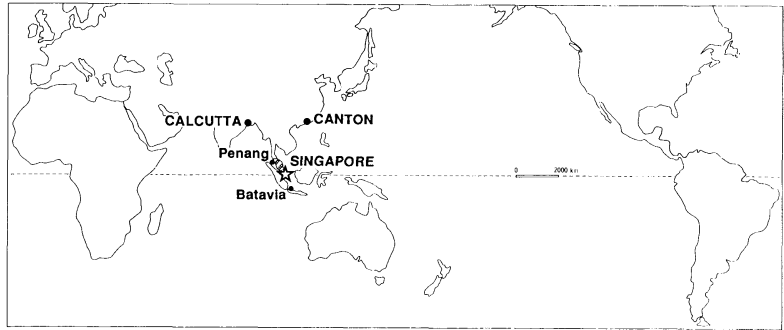 CALCUTTA
CANTON
Penang
SINGAPORE
0 2000 km
Batavia